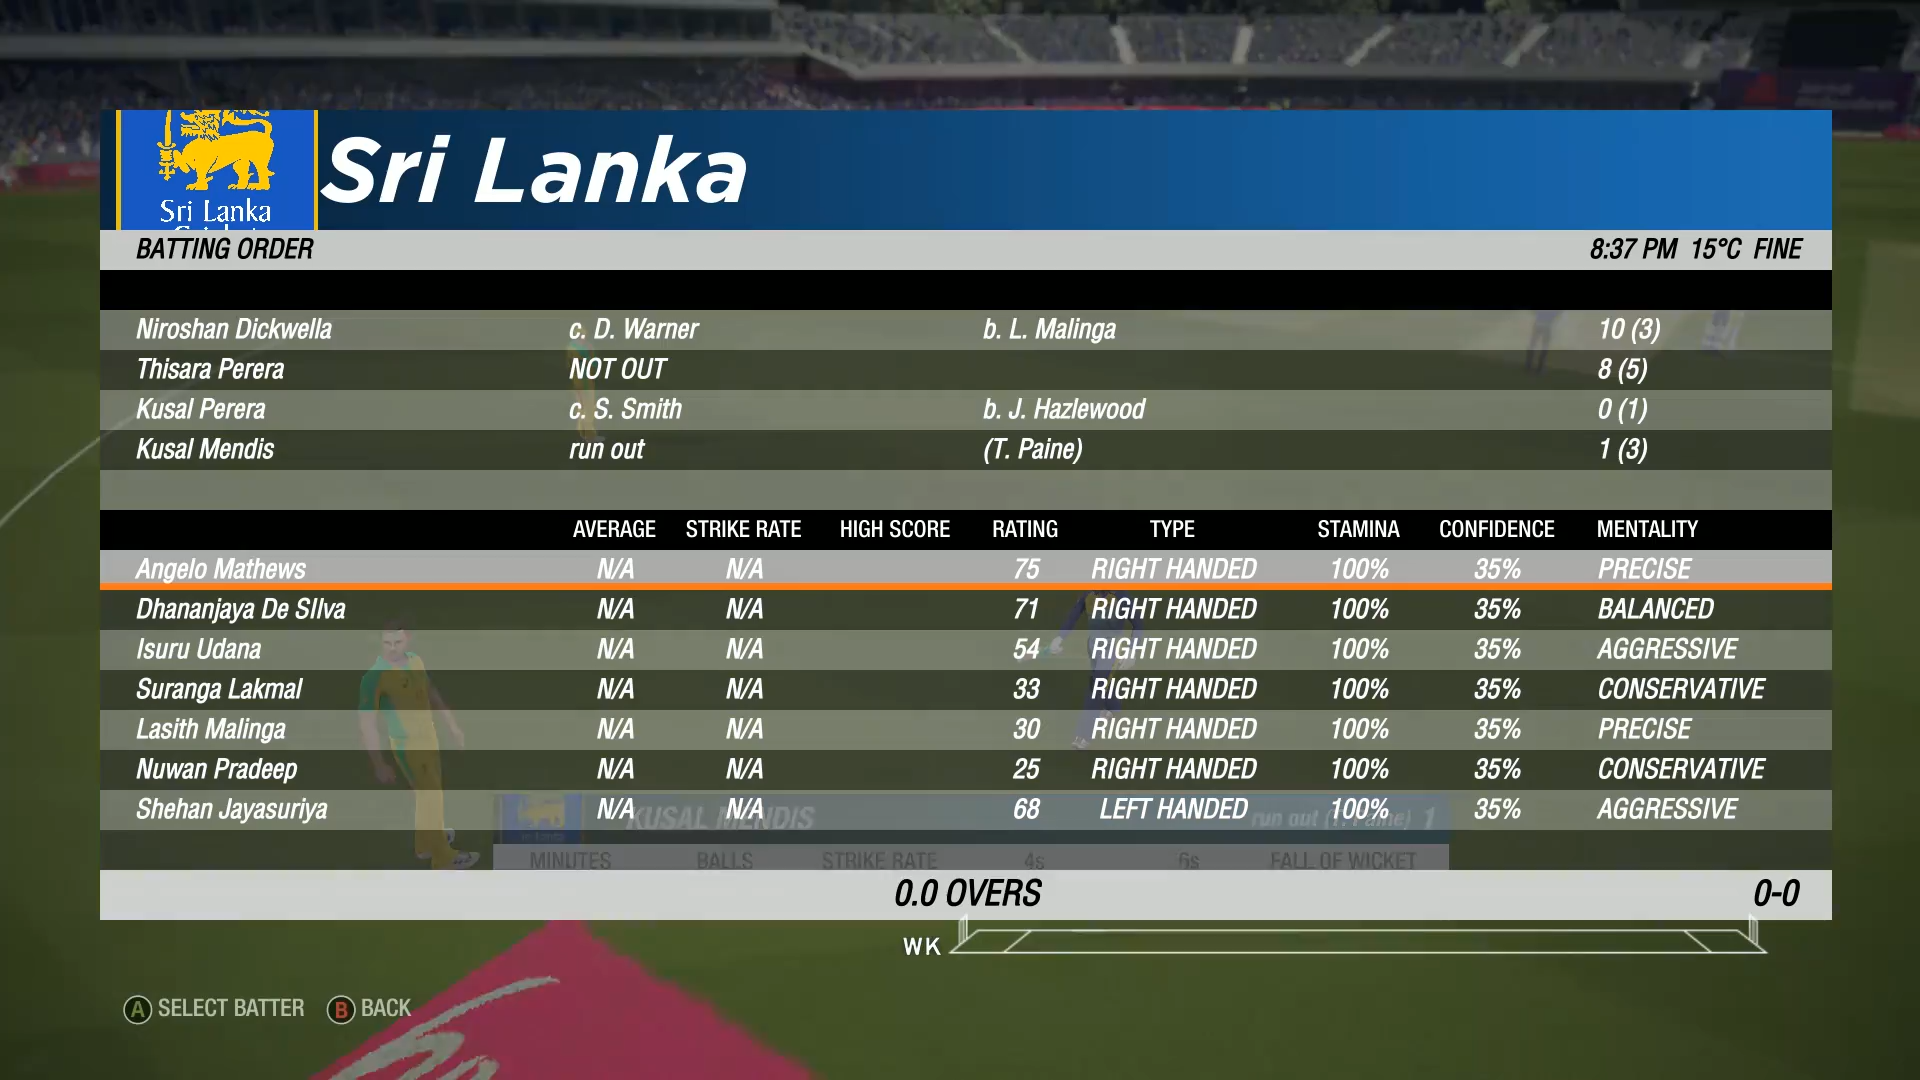 Sri Lanka
Sri Lanka
BATTING ORDER 8:37 PM 15°C FINE
Niroshan Dickwella c. D. Warner b. L. Malinga 10 (3)
Thisara Perera NOT OUT 8 (5)
Kusal Perera c. S. Smith b. J. Hazlewood 0 (1)
Kusal Mendis run out (T. Paine) 1 (3)
AVERAGE STRIKE RATE HIGH SCORE RATING TYPE STAMINA CONFIDENCE MENTALITY
Angelo Mathews N/A N/A 75 RIGHT HANDED 100% 35% PRECISE
Dhananjaya De SIlva N/A N/A 71 RIGHT HANDED 100% 35% BALANCED
Isuru Udana N/A N/A 54 RIGHT HANDED 100% 35% AGGRESSIVE
Suranga Lakmal N/A N/A 33 RIGHT HANDED 100% 35% CONSERVATIVE
Lasith Malinga N/A N/A 30 RIGHT HANDED 100% 35% PRECISE
Nuwan Pradeep N/A N/A 25 RIGHT HANDED 100% 35% CONSERVATIVE
Shehan Jayasuriya N/A N/A 68 LEFT HANDED 100% 35% AGGRESSIVE
KUSAL MENDIS run out (T. Paine) 1
MINUTES BALLS STRIKE RATE 4s 6s FALL OF WICKET
0.0 OVERS 0-0
WK
A SELECT BATTER B BACK